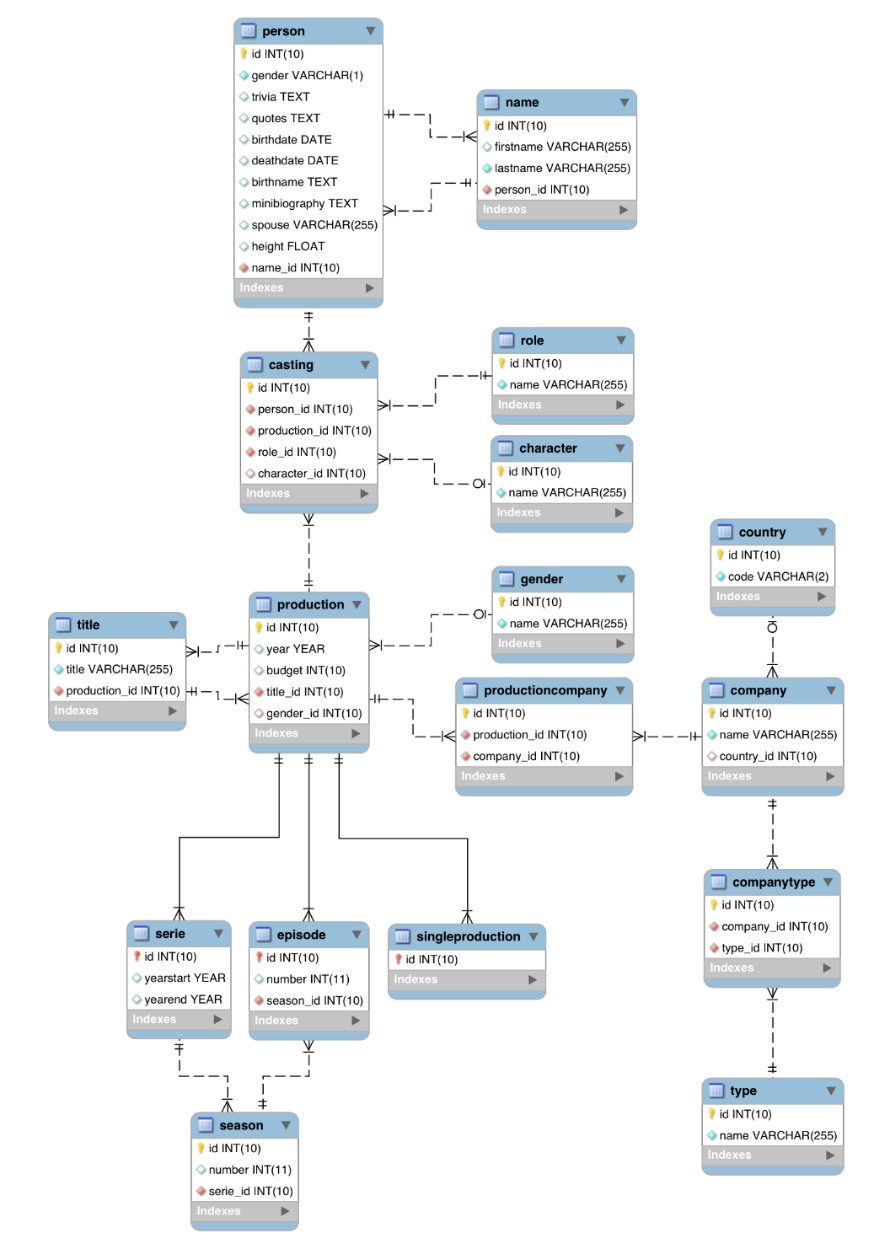 person
id INT(10)
gender VARCHAR(1)
trivia TEXT
quotes TEXT
birthdate DATE
deathdate DATE
birthname TEXT
minibiography TEXT
spouse VARCHAR(255)
height FLOAT
name_id INT(10)
Indexes
name
id INT(10)
firstname VARCHAR(255)
lastname VARCHAR(255)
person_id INT(10)
Indexes
casting
id INT(10)
person_id INT(10)
production_id INT(10)
role_id INT(10)
character_id INT(10)
Indexes
role
id INT(10)
name VARCHAR(255)
Indexes
character
id INT(10)
name VARCHAR(255)
Indexes
country
id INT(10)
code VARCHAR(2)
Indexes
title
id INT(10)
title VARCHAR(255)
production_id INT(10)
Indexes
production
id INT(10)
year YEAR
budget INT(10)
title_id INT(10)
gender_id INT(10)
Indexes
gender
id INT(10)
name VARCHAR(255)
Indexes
productioncompany
id INT(10)
production_id INT(10)
company_id INT(10)
Indexes
company
id INT(10)
name VARCHAR(255)
country_id INT(10)
Indexes
companytype
id INT(10)
company_id INT(10)
type_id INT(10)
Indexes
serie
id INT(10)
yearstart YEAR
yearend YEAR
Indexes
episode
id INT(10)
number INT(11)
season_id INT(10)
Indexes
singleproduction
id INT(10)
Indexes
season
id INT(10)
number INT(11)
serie_id INT(10)
Indexes
type
id INT(10)
name VARCHAR(255)
Indexes